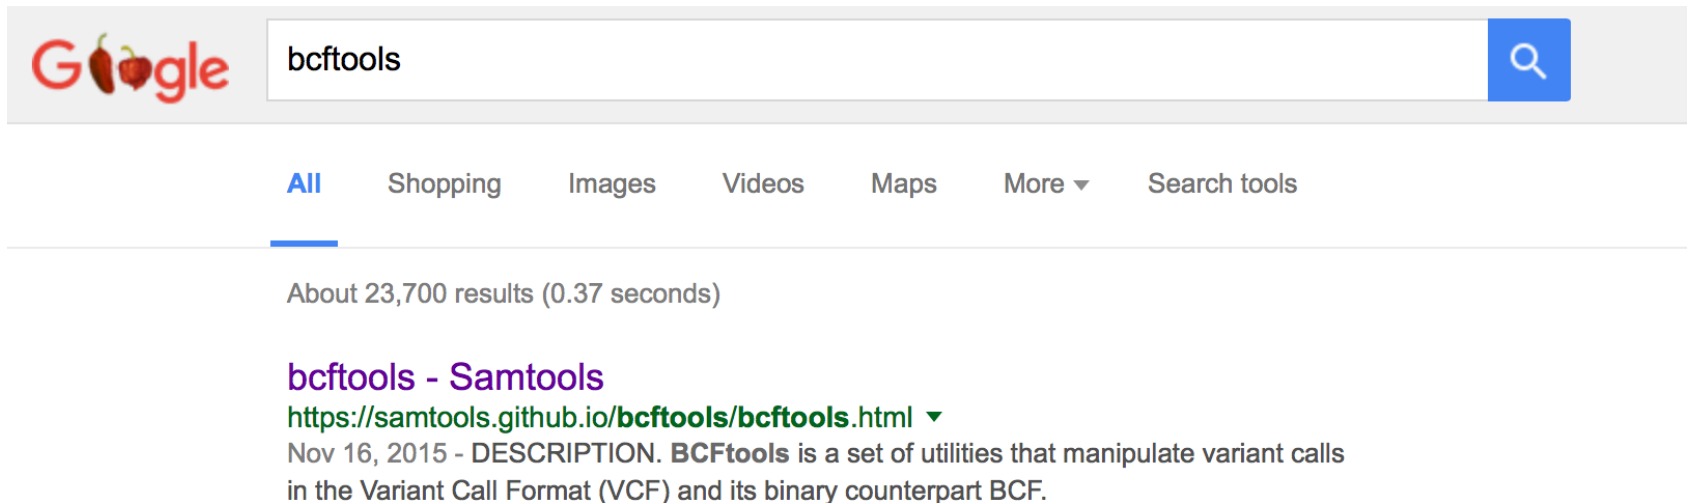 Google
bcftools
All Shopping Images Videos Maps More Search tools
About 23,700 results (0.37 seconds)
bcftools - Samtools
https://samtools.github.io/bcftools/bcftools.html
Nov 16, 2015 - DESCRIPTION. BCFtools is a set of utilities that manipulate variant calls
in the Variant Call Format (VCF) and its binary counterpart BCF.